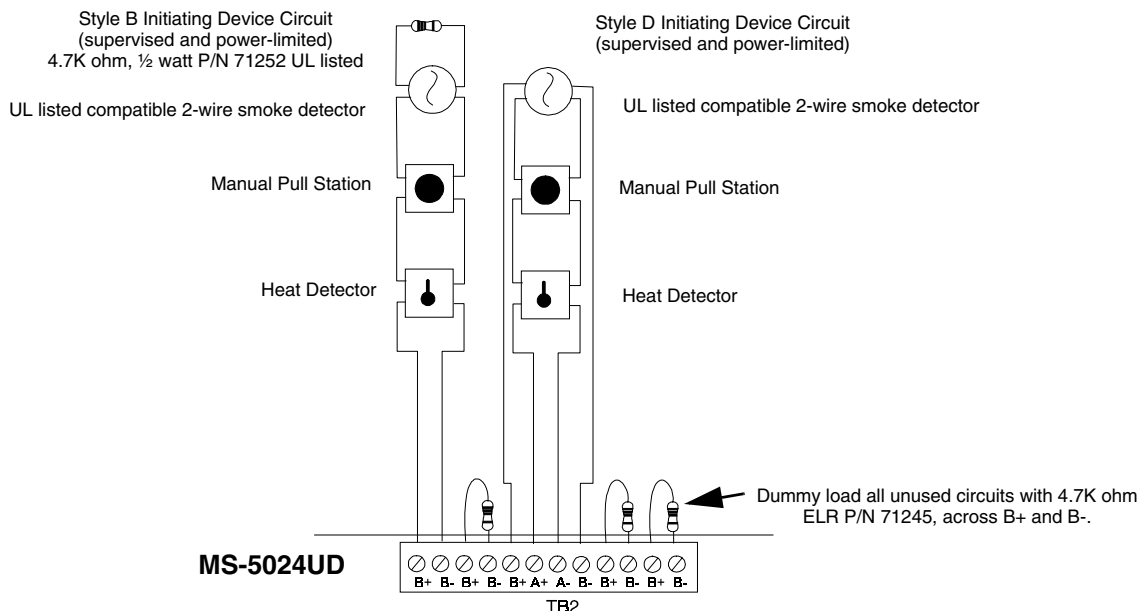 Style B Initiating Device Circuit
(supervised and power-limited)
4.7K ohm, ½ watt P/N 71252 UL listed
Style D Initiating Device Circuit
(supervised and power-limited)
UL listed compatible 2-wire smoke detector
UL listed compatible 2-wire smoke detector
Manual Pull Station
Manual Pull Station
Heat Detector
Heat Detector
Dummy load all unused circuits with 4.7K ohm
ELR P/N 71245, across B+ and B-.
MS-5024UD
B+ B- B+ B- B+ A+ A- B- B+ B- B+ B-
TB2